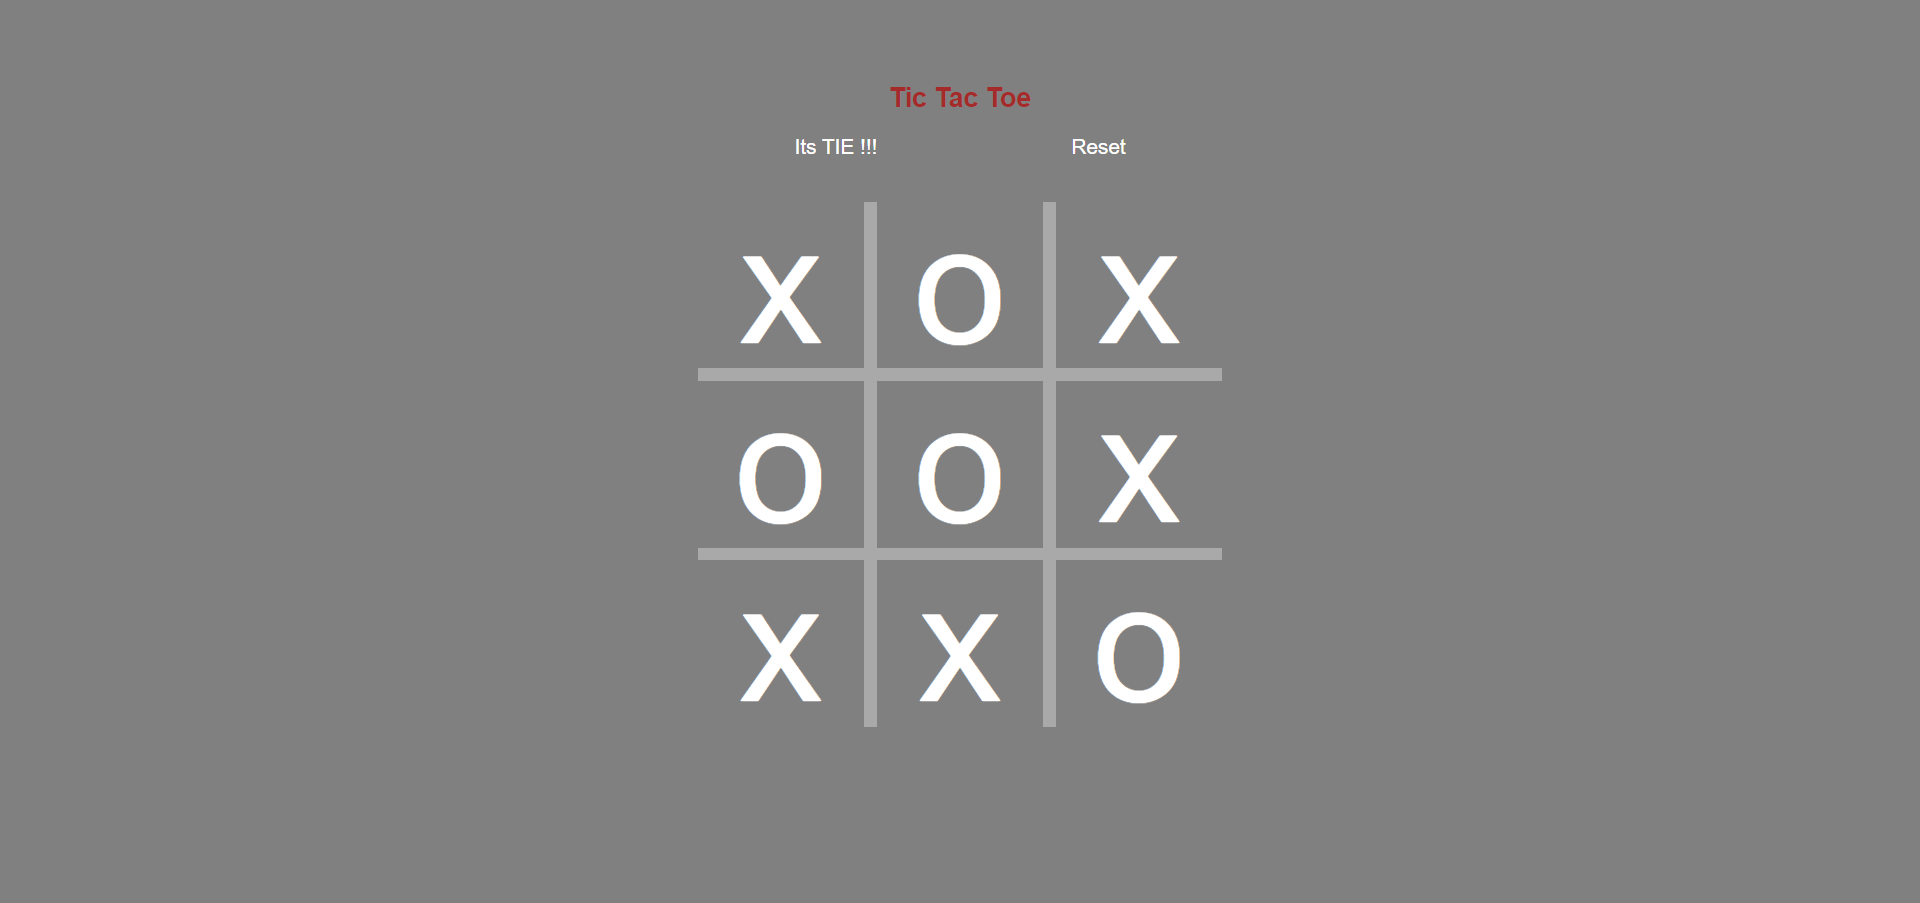 Tic Tac Toe
Its TIE !!! Reset
X O X
O O X
X X O